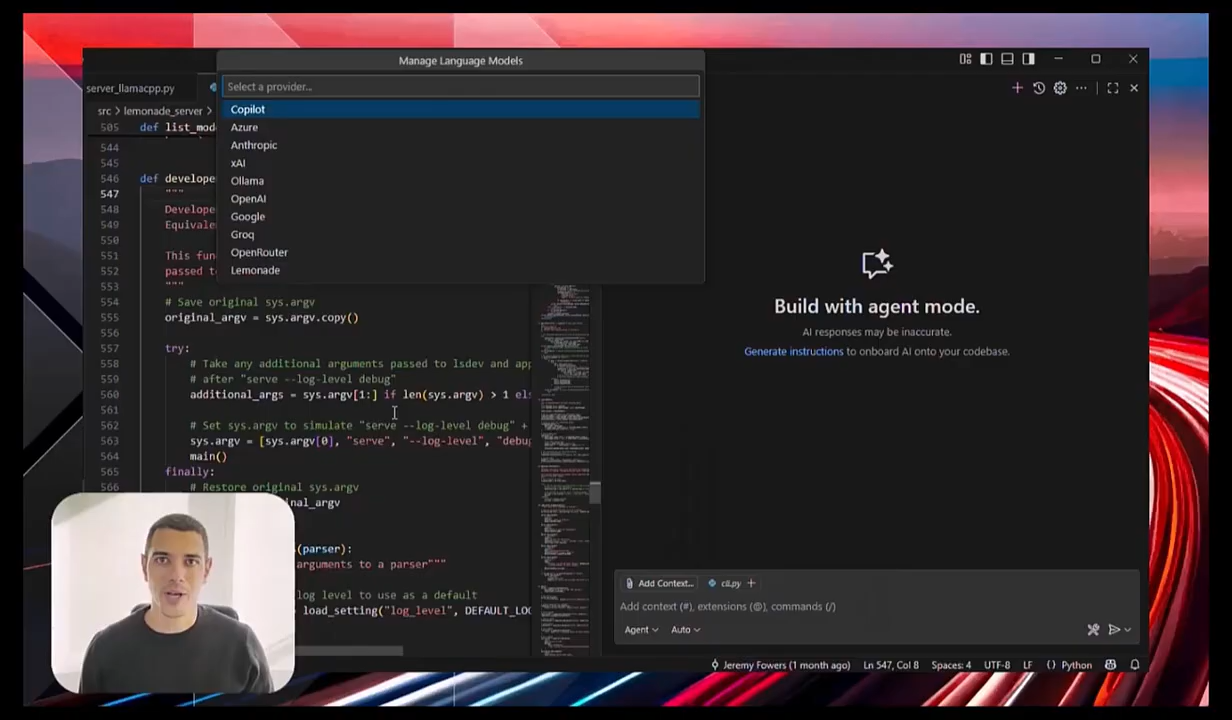 Manage Language Models
Select a provider...
Copilot
Azure
Anthropic
xAI
Ollama
OpenAI
Google
Groq
OpenRouter
Lemonade
server_llamacpp.py
src > lemonade_server >
505 def list_mod
544
545
546 def develope
547 """
548 Develope
549 Equivale
550
551 This fun
552 passed t
553 """
554 # Save original sys.argv
555 original_argv = sys.argv.copy()
556
557 try:
558 # Take any additional arguments passed to lsdev and app
559 # after "serve --log-level debug"
560 additional_args = sys.argv[1:] if len(sys.argv) > 1 els
561
562 # Set sys.argv to simulate "serve --log-level debug" +
563 sys.argv = [sys.argv[0], "serve", "--log-level", "debug
564 main()
565 finally:
566 # Restore original sys.argv
nal_argv
(parser):
arguments to a parser"""
log level to use as a default
load_setting("log_level", DEFAULT_LOG
Build with agent mode.
AI responses may be inaccurate.
Generate instructions to onboard AI onto your codebase.
Add Context...
cli.py
Add context (#), extensions (@), commands (/)
Agent
Auto
Jeremy Fowers (1 month ago)
Ln 547, Col 8
Spaces: 4
UTF-8
LF
Python